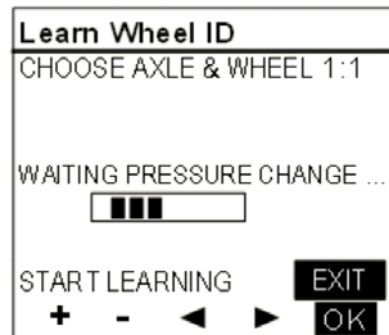 Learn Wheel ID
CHOOSE AXLE & WHEEL 1:1
WAITING PRESSURE CHANGE ...
START LEARNING EXIT
+ - ◄ ► OK